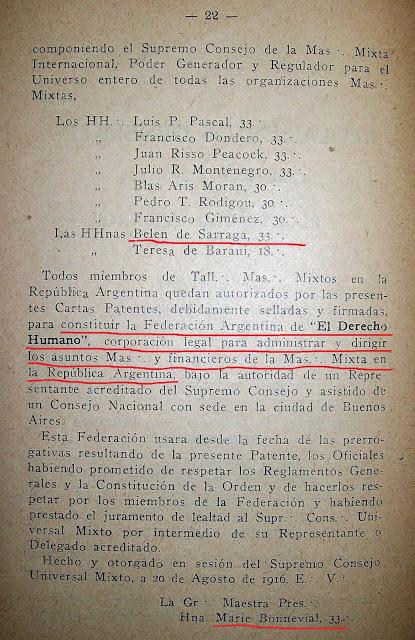 — 22 —
componiendo el Supremo Consejo de la Mas ∴ Mixta
Internacional, Poder Generador y Regulador para el
Universo entero de todas las organizaciones Mas ∴
Mixtas,
Los HH ∴ Luis P. Pascal, 33 ∴
„ Francisco Dondero, 33 ∴
„ Juan Risso Peacock, 33 ∴
„ Julio R. Montenegro, 33 ∴
„ Blas Aris Moran, 30 ∴
„ Pedro T. Rodigou, 30 ∴
„ Francisco Giménez, 30 ∴
Las HHnas Belen de Sarraga, 33 ∴
„ Teresa de Barani, 18 ∴
Todos miembros de Tall ∴ Mas ∴ Mixtos en la
República Argentina quedan autorizados por las presen-
tes Cartas Patentes, debidamente selladas y firmadas,
para constituir la Federación Argentina de "El Derecho
Humano", corporación legal para administrar y dirigir
los asuntos Mas ∴ y financieros de la Mas ∴ Mixta en
la República Argentina, bajo la autoridad de un Repre-
sentante acreditado del Supremo Consejo y asistido de
un Consejo Nacional con sede en la ciudad de Buenos
Aires.
Esta Federación usara desde la fecha dé las prerro-
gativas resultando de la presente Patente, los Oficiales
habiendo prometido de respetar los Reglamentos Gene-
rales y la Constitución de la Orden y de hacerlos res-
petar por los miembros de la Federación y habiendo
prestado el juramento de lealtad al Supr ∴ Cons ∴ Uni-
versal Mixto por intermedio de su Representante o
Delegado acreditado.
Hecho y otorgado en sesión del Supremo Consejo
Universal Mixto, a 20 de Agosto de 1916. E ∴ V ∴
La Gr ∴ Maestra Pres ∴
Hna. Marie Bonnevial, 33 ∴